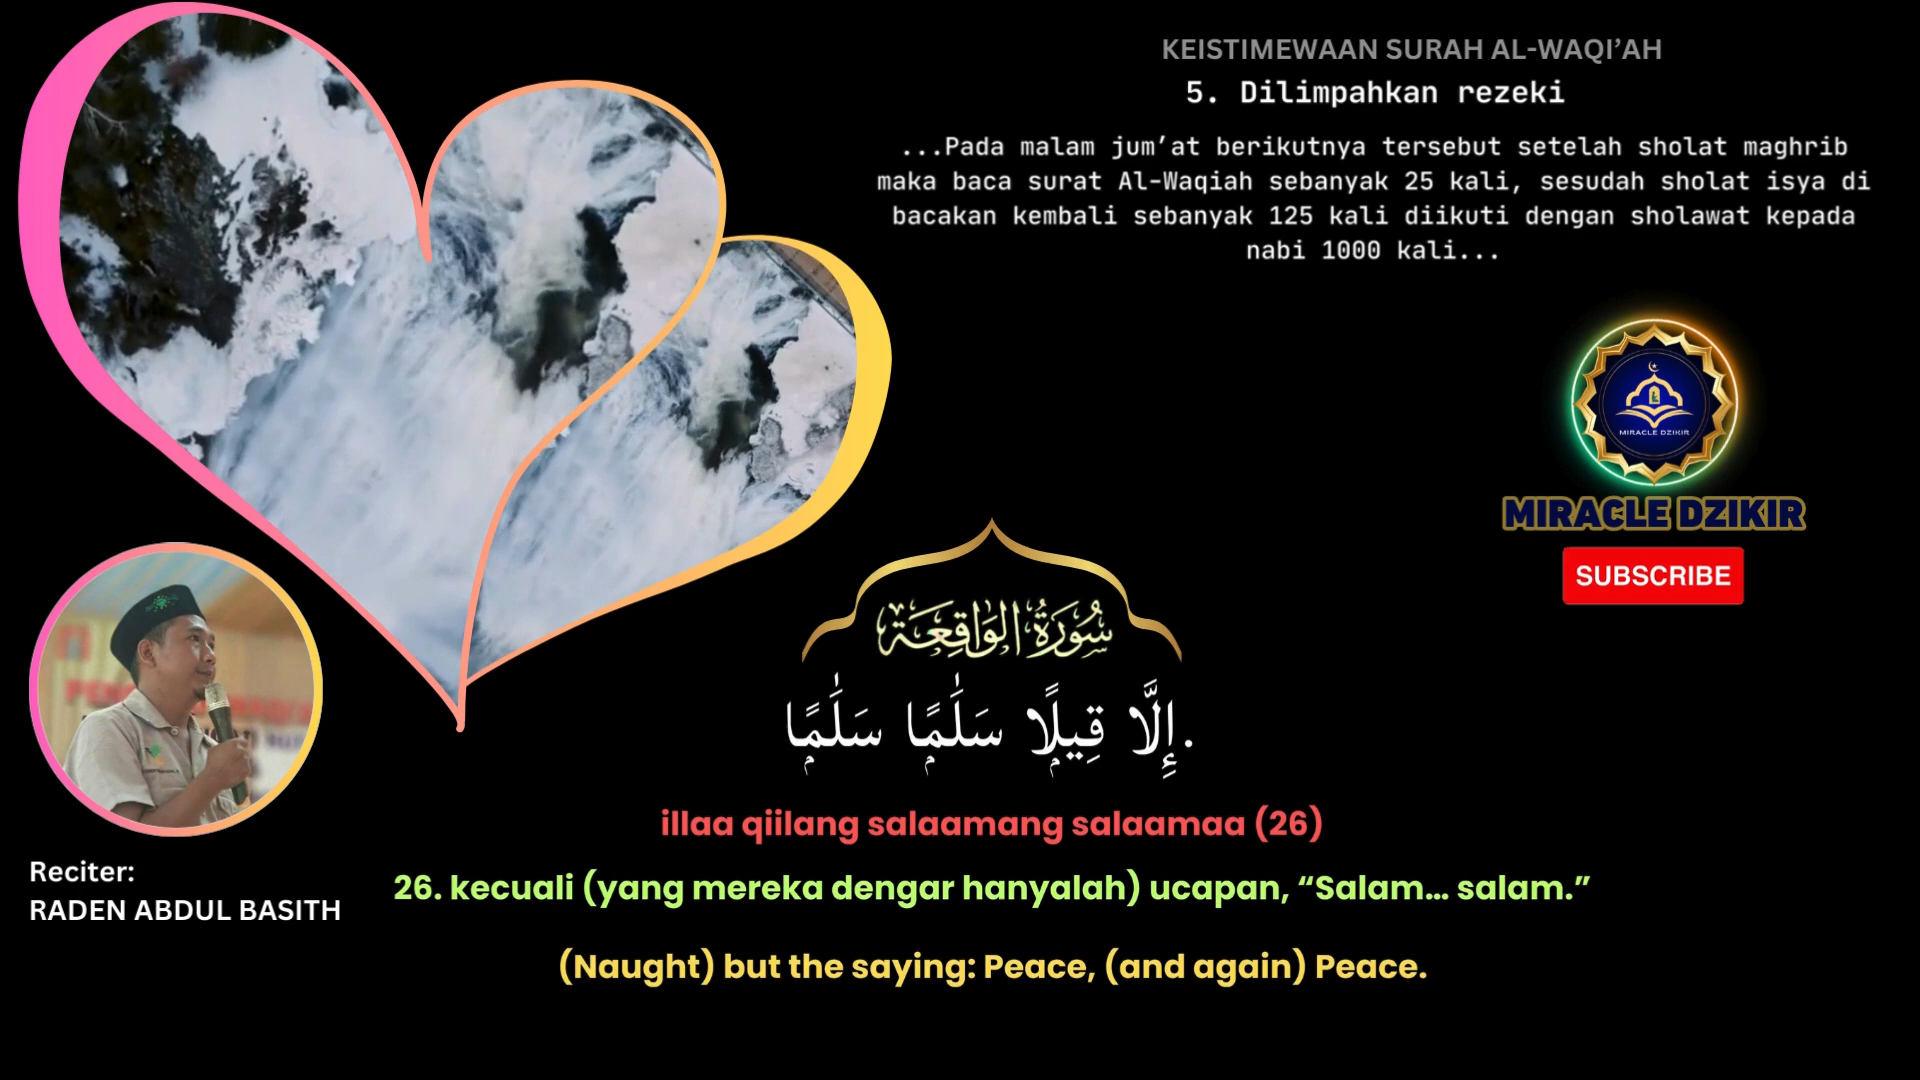 KEISTIMEWAAN SURAH AL-WAQI’AH
5. Dilimpahkan rezeki
...Pada malam jum’at berikutnya tersebut setelah sholat maghrib
maka baca surat Al-Waqiah sebanyak 25 kali, sesudah sholat isya di
bacakan kembali sebanyak 125 kali diikuti dengan sholawat kepada
nabi 1000 kali...
MIRACLE DZIKIR
MIRACLE DZIKIR
SUBSCRIBE
سُورَةُ الوَاقِعَة
.إِلَّا قِيلًۭا سَلَٰمًۭا سَلَٰمًۭا
illaa qiilang salaamang salaamaa (26)
26. kecuali (yang mereka dengar hanyalah) ucapan, “Salam... salam.”
(Naught) but the saying: Peace, (and again) Peace.
Reciter:
RADEN ABDUL BASITH